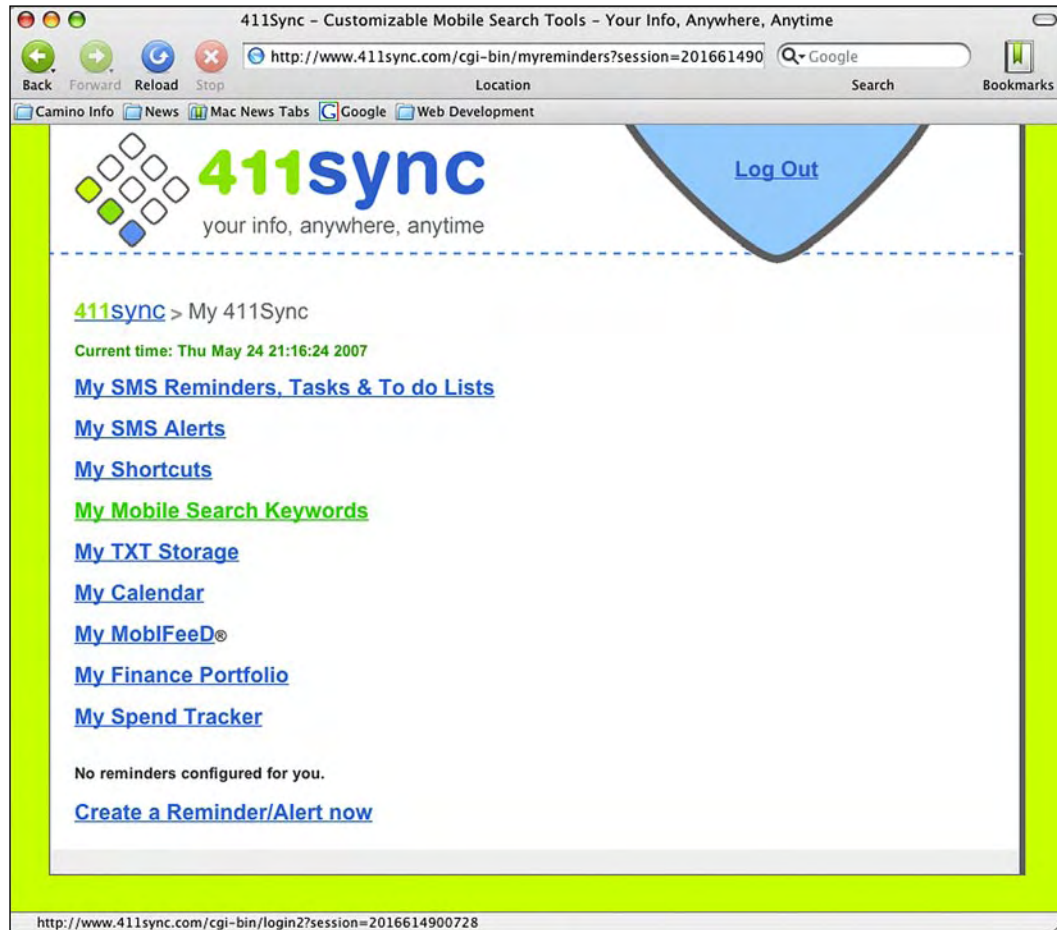 411Sync – Customizable Mobile Search Tools – Your Info, Anywhere, Anytime
http://www.411sync.com/cgi-bin/myreminders?session=201661490
Google
Back Forward Reload Stop Location Search Bookmarks
Camino Info News Mac News Tabs Google Web Development
411sync
your info, anywhere, anytime
Log Out
411sync > My 411Sync
Current time: Thu May 24 21:16:24 2007
My SMS Reminders, Tasks & To do Lists
My SMS Alerts
My Shortcuts
My Mobile Search Keywords
My TXT Storage
My Calendar
My MobIFeeD®
My Finance Portfolio
My Spend Tracker
No reminders configured for you.
Create a Reminder/Alert now
http://www.411sync.com/cgi-bin/login2?session=2016614900728